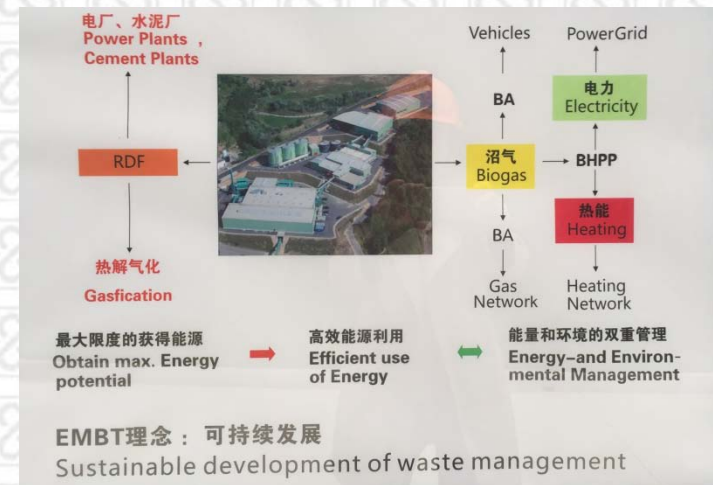 电厂、水泥厂
Power Plants ,
Cement Plants
RDF
热解气化
Gasfication
Vehicles
BA
沼气
Biogas
BA
Gas
Network
PowerGrid
电力
Electricity
BHPP
热能
Heating
Heating
Network
最大限度的获得能源
Obtain max. Energy
potential
高效能源利用
Efficient use
of Energy
能量和环境的双重管理
Energy-and Environ-
mental Management
EMBT理念：可持续发展
Sustainable development of waste management